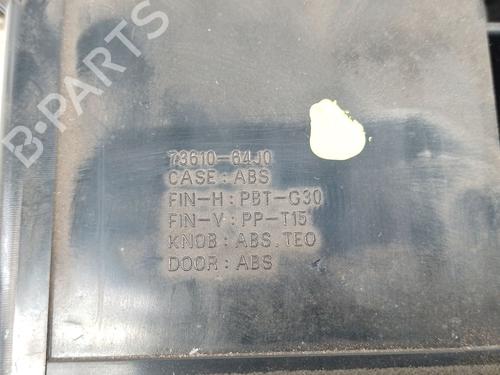 B-PARTS
73610-64J0
CASE : ABS
FIN-H : PBT-G30
FIN-V : PP-T15
KNOB : ABS, TEO
DOOR : ABS